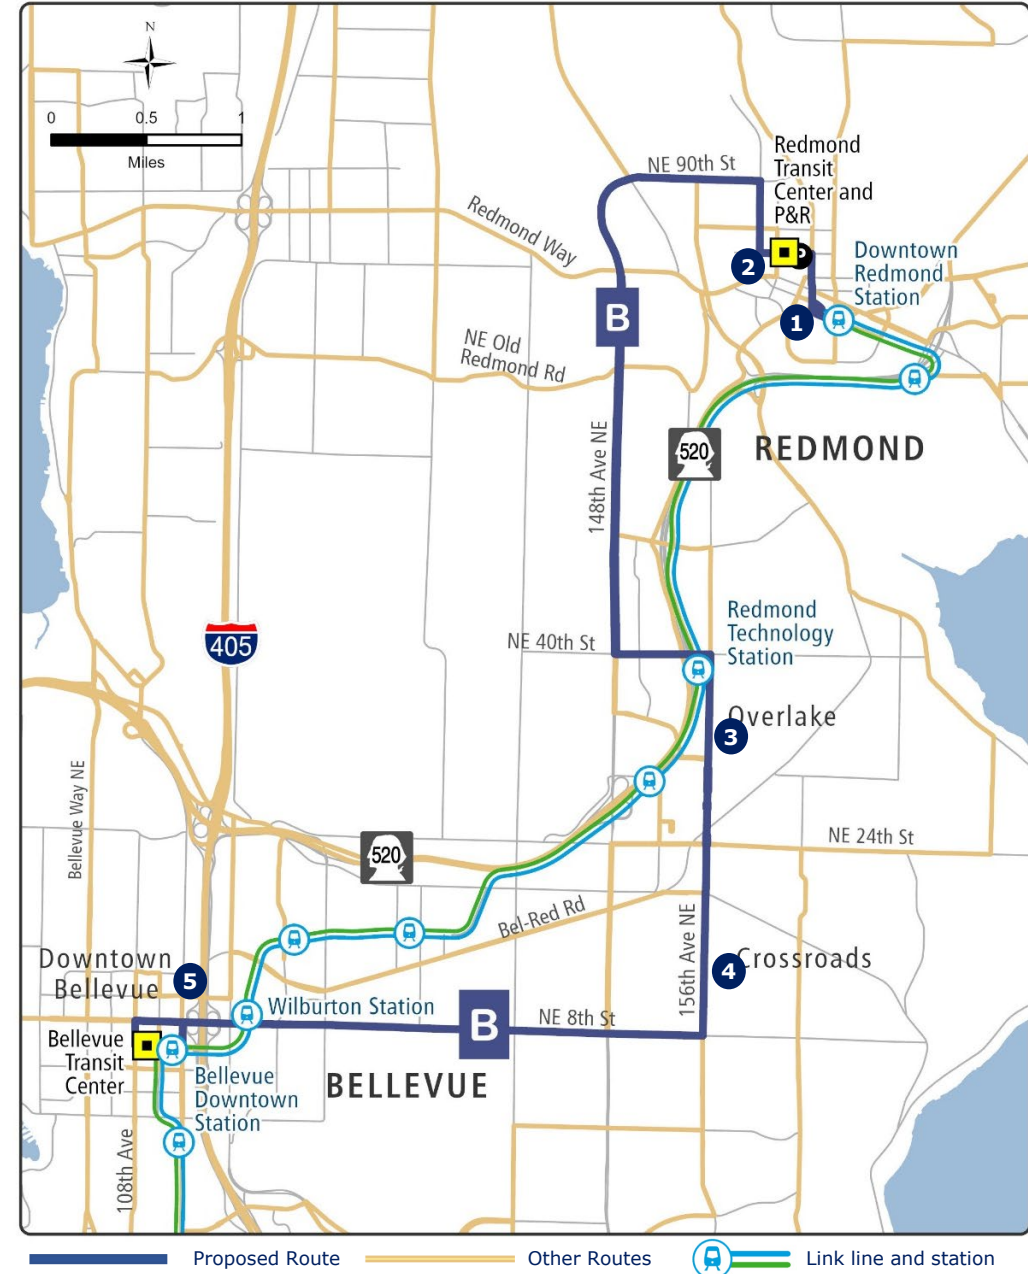 N
0 0.5 1
Miles
Redmond
Transit
Center and
P&R
NE 90th St
Redmond Way
2
Downtown
Redmond
Station
B
1
NE Old
Redmond Rd
520
REDMOND
148th Ave NE
Redmond
Technology
Station
NE 40th St
405
Overlake
3
Bellevue Way NE
NE 24th St
520
Bel-Red Rd
156th Ave NE
Downtown
Bellevue
5
4
Crossroads
Wilburton Station
B
NE 8th St
Bellevue
Transit
Center
BELLEVUE
Bellevue
Downtown
Station
108th Ave
Proposed Route
Other Routes
Link line and station